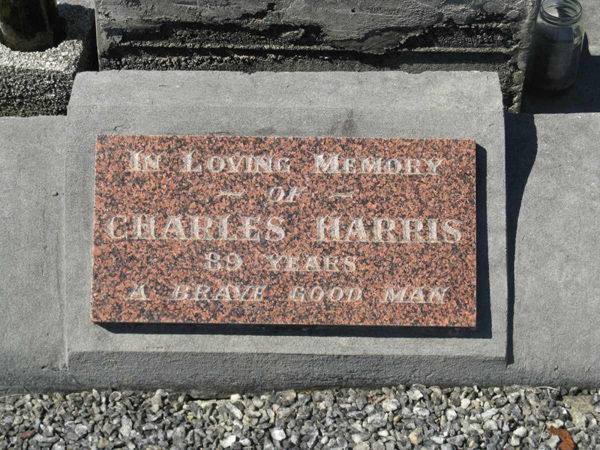 IN LOVING MEMORY
~ OF ~
CHARLES HARRIS
89 YEARS
A BRAVE GOOD MAN